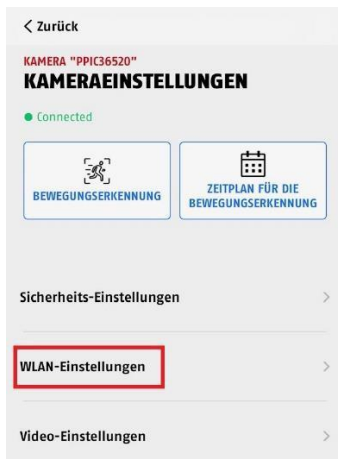 Zurück
KAMERA "PPIC36520"
KAMERAEINSTELLUNGEN
Connected
BEWEGUNGSERKENNUNG
ZEITPLAN FÜR DIE
BEWEGUNGSERKENNUNG
Sicherheits-Einstellungen
WLAN-Einstellungen
Video-Einstellungen